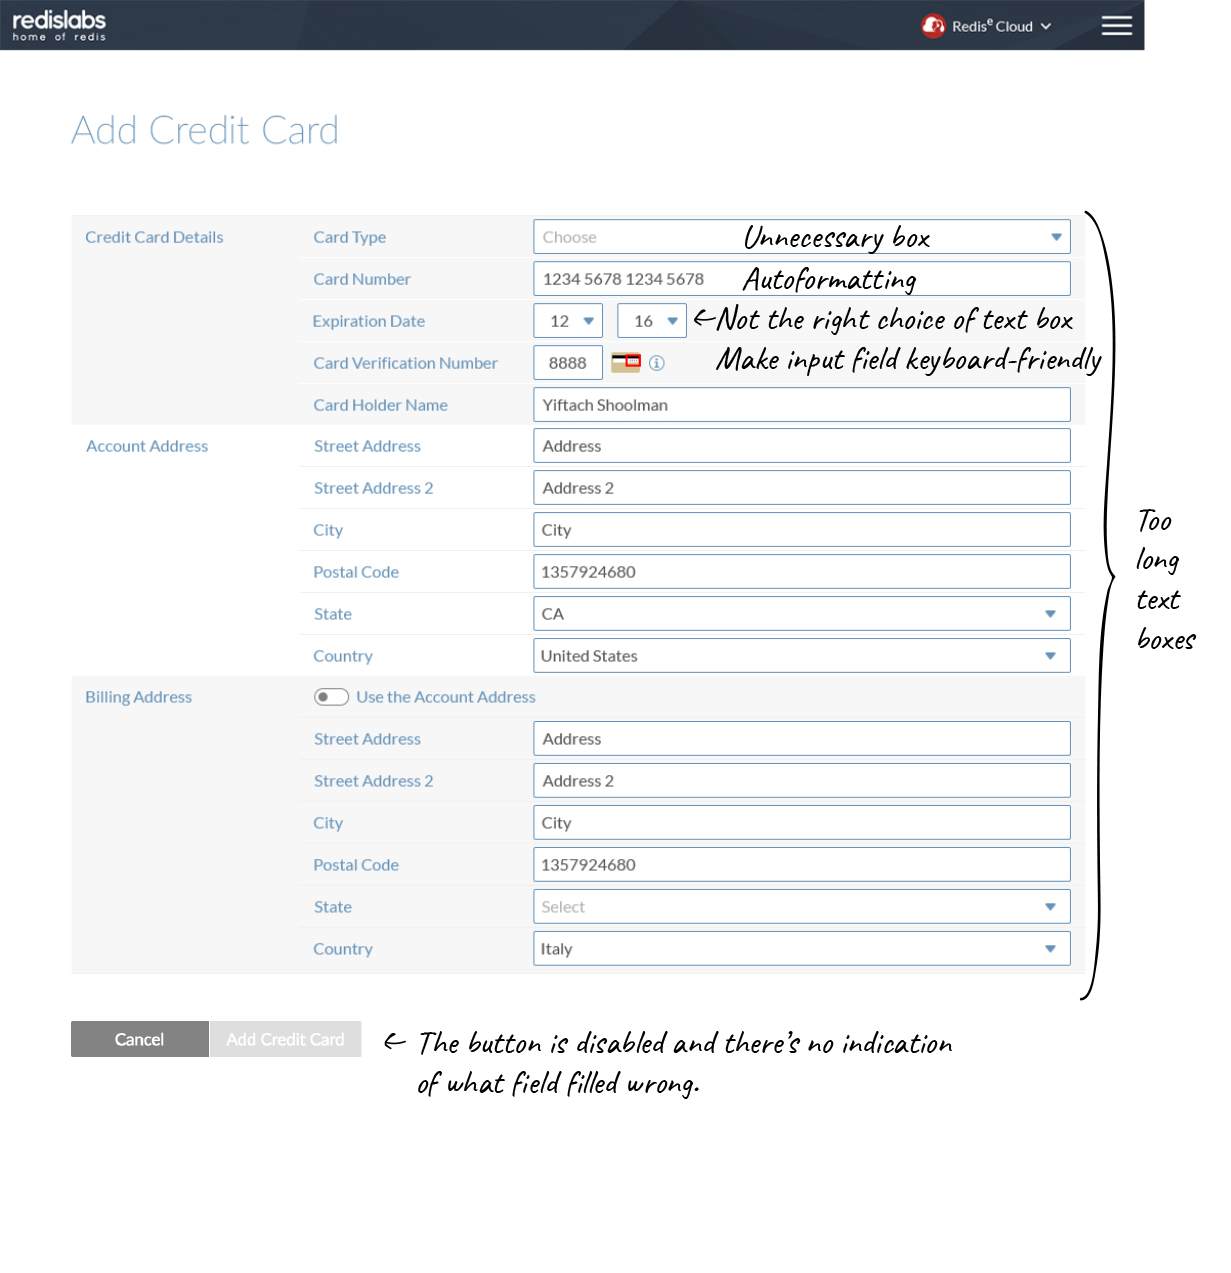 redislabs
home of redis
Redisᵉ Cloud
Add Credit Card
Credit Card Details
Card Type
Choose
Unnecessary box
Card Number
1234 5678 1234 5678
Autoformatting
Expiration Date
12
16
←Not the right choice of text box
Card Verification Number
8888
Make input field keyboard-friendly
Card Holder Name
Yiftach Shoolman
Account Address
Street Address
Address
Street Address 2
Address 2
City
City
Postal Code
1357924680
State
CA
Country
United States
Too
long
text
boxes
Billing Address
Use the Account Address
Street Address
Address
Street Address 2
Address 2
City
City
Postal Code
1357924680
State
Select
Country
Italy
Cancel
Add Credit Card
← The button is disabled and there's no indication
of what field filled wrong.